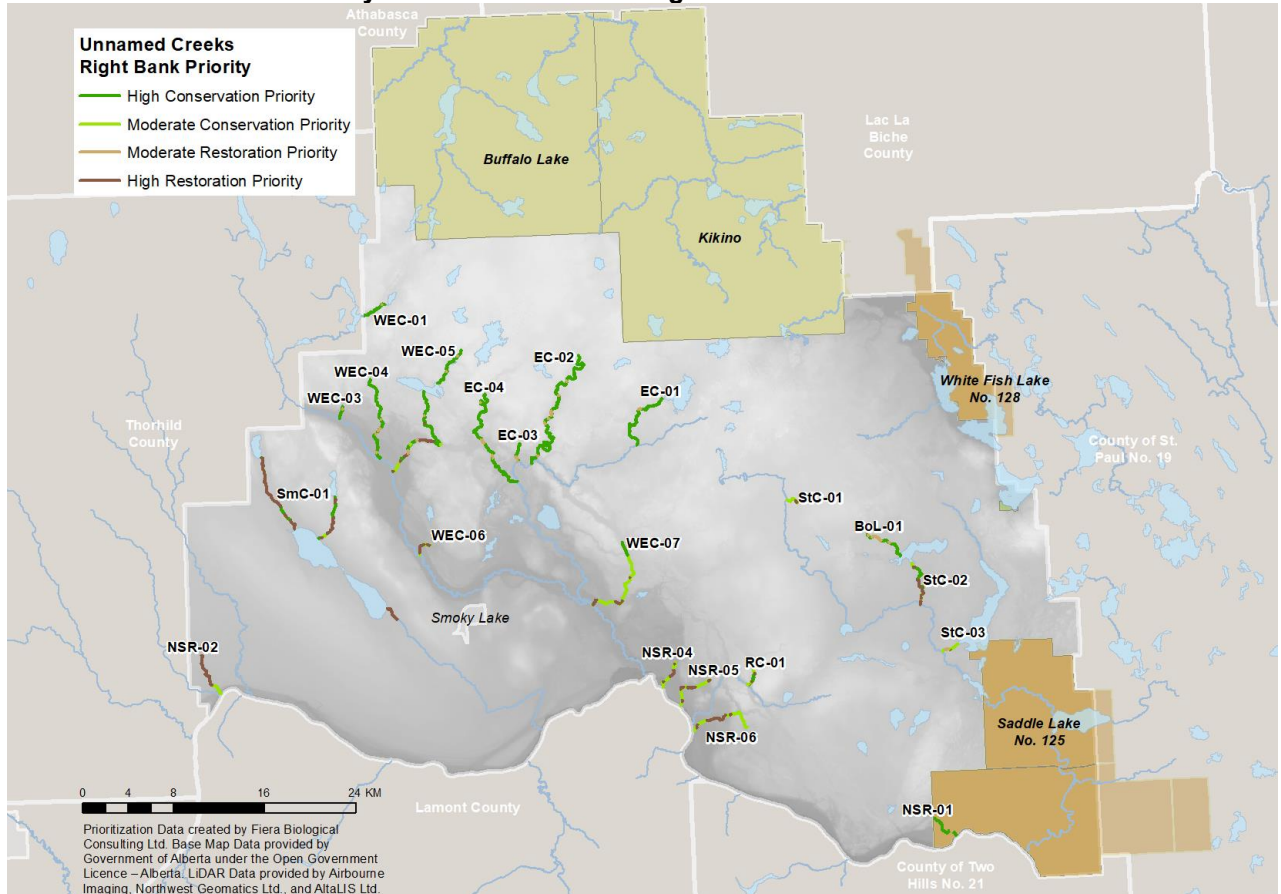 Athabasca
County
Unnamed Creeks
Right Bank Priority
High Conservation Priority
Moderate Conservation Priority
Moderate Restoration Priority
High Restoration Priority
Lac La
Biche
County
Buffalo Lake
Kikino
WEC-01
WEC-05
EC-02
WEC-04
EC-04
EC-01
WEC-03
White Fish Lake
No. 128
Thorhild
County
EC-03
County of St.
Paul No. 19
SmC-01
StC-01
BoL-01
WEC-06
WEC-07
StC-02
Smoky Lake
StC-03
NSR-02
NSR-04
NSR-05
RC-01
NSR-06
Saddle Lake
No. 125
0 4 8 16 24 KM
Lamont County
NSR-01
Prioritization Data created by Fiera Biological
Consulting Ltd. Base Map Data provided by
Government of Alberta under the Open Government
Licence – Alberta. LiDAR Data provided by Airbourne
Imaging, Northwest Geomatics Ltd., and AltaLIS Ltd.
County of Two
Hills No. 21